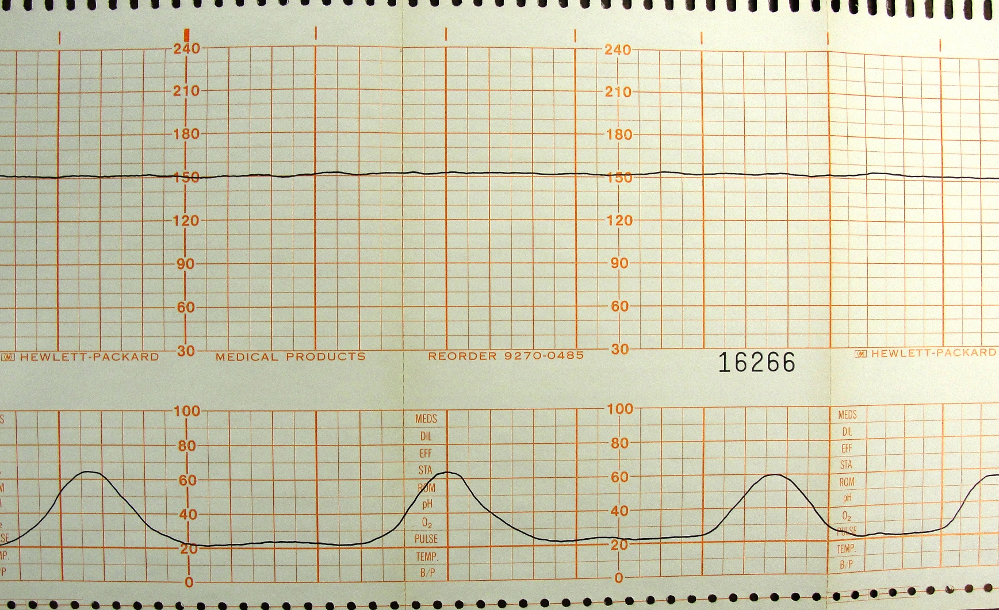 240 240
210 210
180 180
150 150
120 120
90 90
60 60
30 30
hp HEWLETT-PACKARD MEDICAL PRODUCTS REORDER 9270-0485 hp HEWLETT-PACKARD
16266
100 100
80 80
60 60
40 40
20 20
0 0
MEDS
DIL
EFF
STA
ROM
pH
O₂
PULSE
TEMP.
B/P
MEDS
DIL
EFF
STA
ROM
pH
O₂
PULSE
TEMP.
B/P